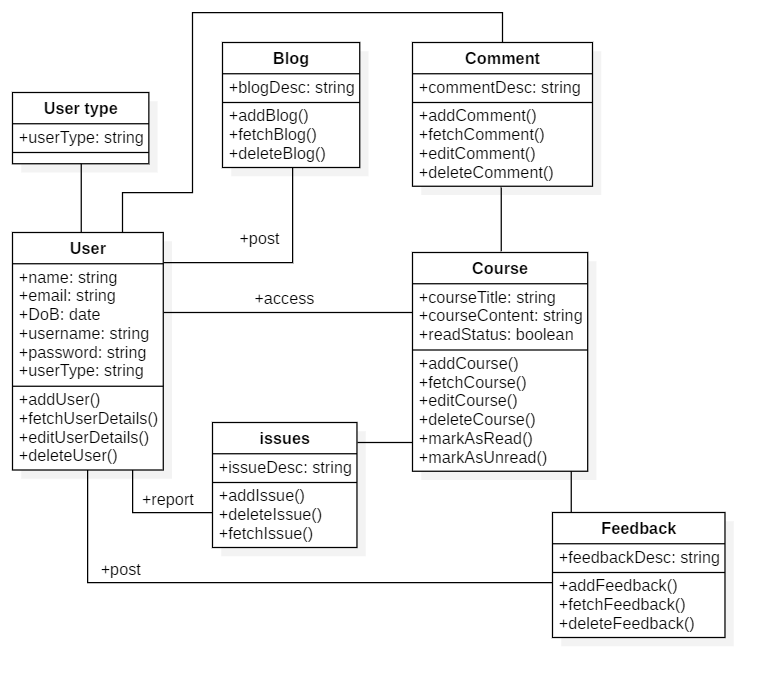 Blog
+blogDesc: string
+addBlog()
+fetchBlog()
+deleteBlog()
Comment
+commentDesc: string
+addComment()
+fetchComment()
+editComment()
+deleteComment()
User type
+userType: string
User
+name: string
+email: string
+DoB: date
+username: string
+password: string
+userType: string
+addUser()
+fetchUserDetails()
+editUserDetails()
+deleteUser()
+post
+access
Course
+courseTitle: string
+courseContent: string
+readStatus: boolean
+addCourse()
+fetchCourse()
+editCourse()
+deleteCourse()
+markAsRead()
+markAsUnread()
issues
+issueDesc: string
+addIssue()
+deleteIssue()
+fetchIssue()
+report
+post
Feedback
+feedbackDesc: string
+addFeedback()
+fetchFeedback()
+deleteFeedback()